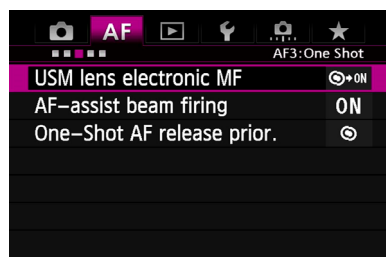 AF
AF3:One Shot
USM lens electronic MF ON
AF-assist beam firing ON
One-Shot AF release prior.